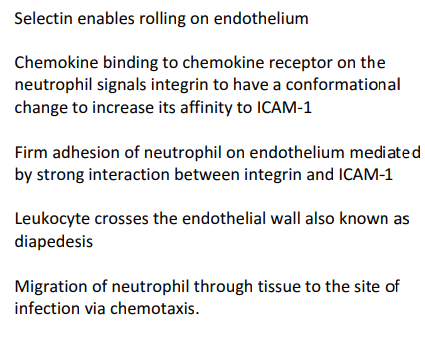 Selectin enables rolling on endothelium
Chemokine binding to chemokine receptor on the
neutrophil signals integrin to have a conformational
change to increase its affinity to ICAM-1
Firm adhesion of neutrophil on endothelium mediated
by strong interaction between integrin and ICAM-1
Leukocyte crosses the endothelial wall also known as
diapedesis
Migration of neutrophil through tissue to the site of
infection via chemotaxis.